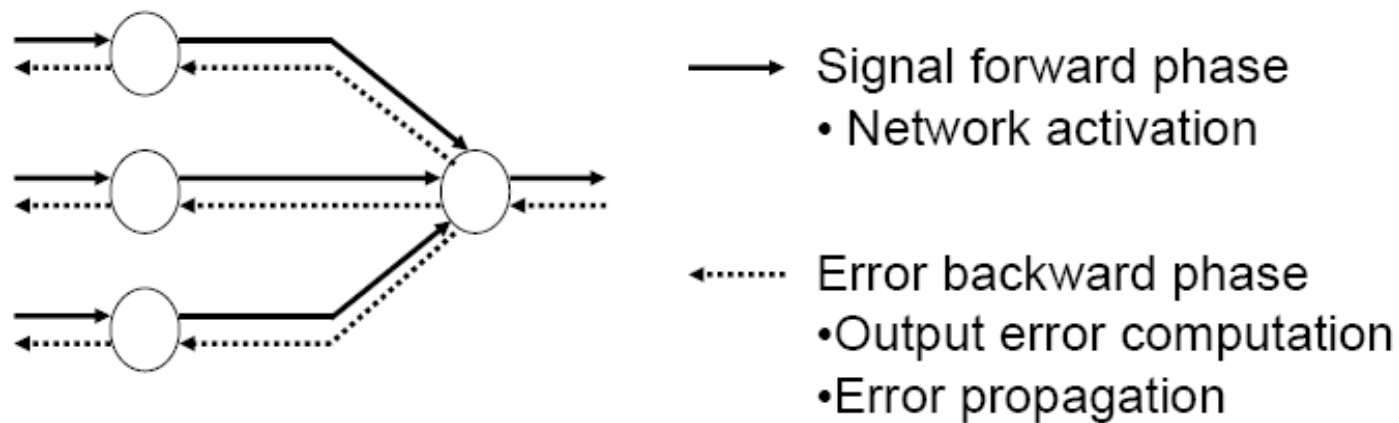 Signal forward phase
• Network activation
Error backward phase
•Output error computation
•Error propagation